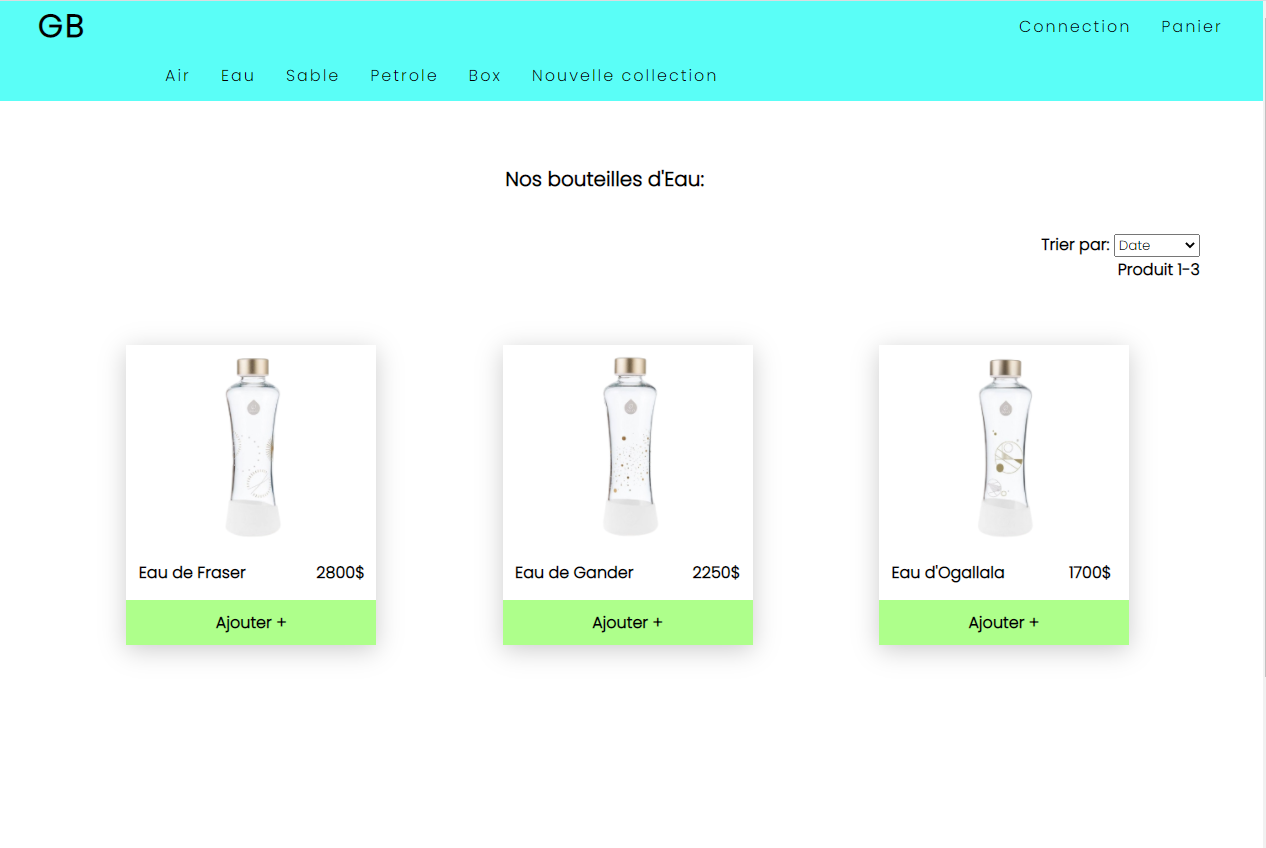 GB
Connection Panier
Air Eau Sable Petrole Box Nouvelle collection
Nos bouteilles d'Eau:
Trier par: Date
Produit 1-3
Eau de Fraser 2800$
Eau de Gander 2250$
Eau d'Ogallala 1700$
Ajouter +
Ajouter +
Ajouter +